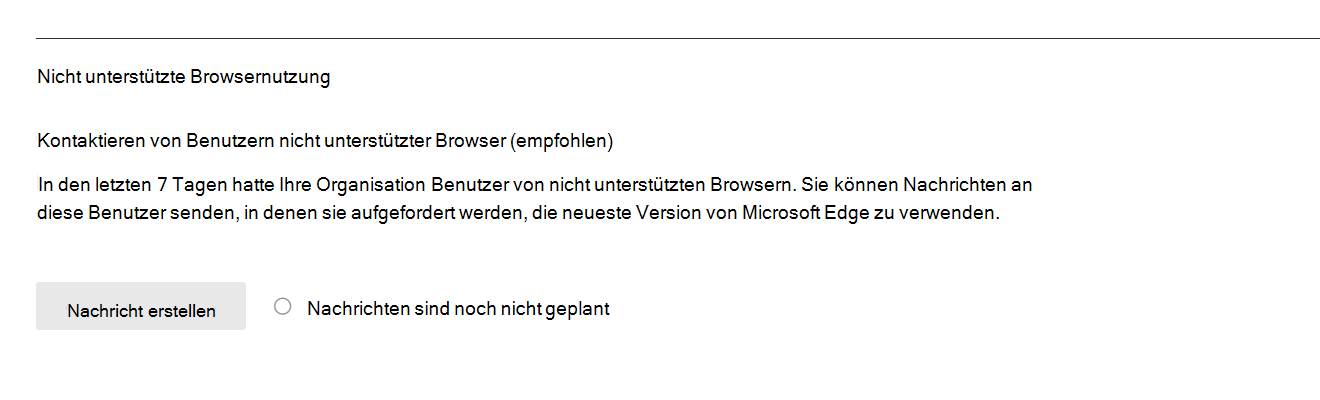 Nicht unterstützte Browsernutzung
Kontaktieren von Benutzern nicht unterstützter Browser (empfohlen)
In den letzten 7 Tagen hatte Ihre Organisation Benutzer von nicht unterstützten Browsern. Sie können Nachrichten an
diese Benutzer senden, in denen sie aufgefordert werden, die neueste Version von Microsoft Edge zu verwenden.
Nachricht erstellen
Nachrichten sind noch nicht geplant